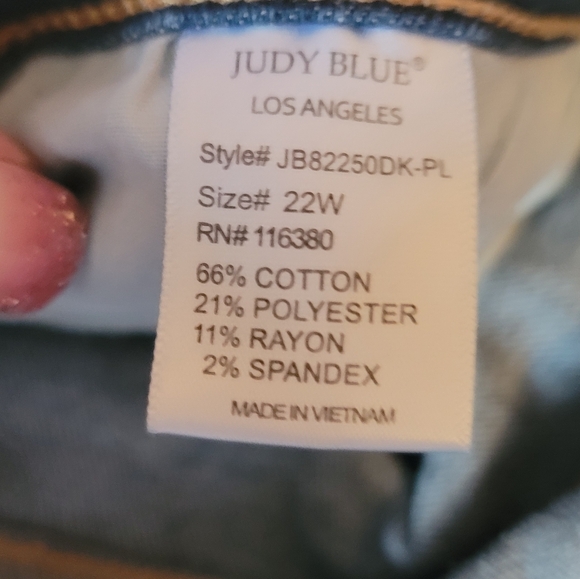 JUDY BLUE®
LOS ANGELES
Style# JB82250DK-PL
Size# 22W
RN# 116380
66% COTTON
21% POLYESTER
11% RAYON
2% SPANDEX
MADE IN VIETNAM